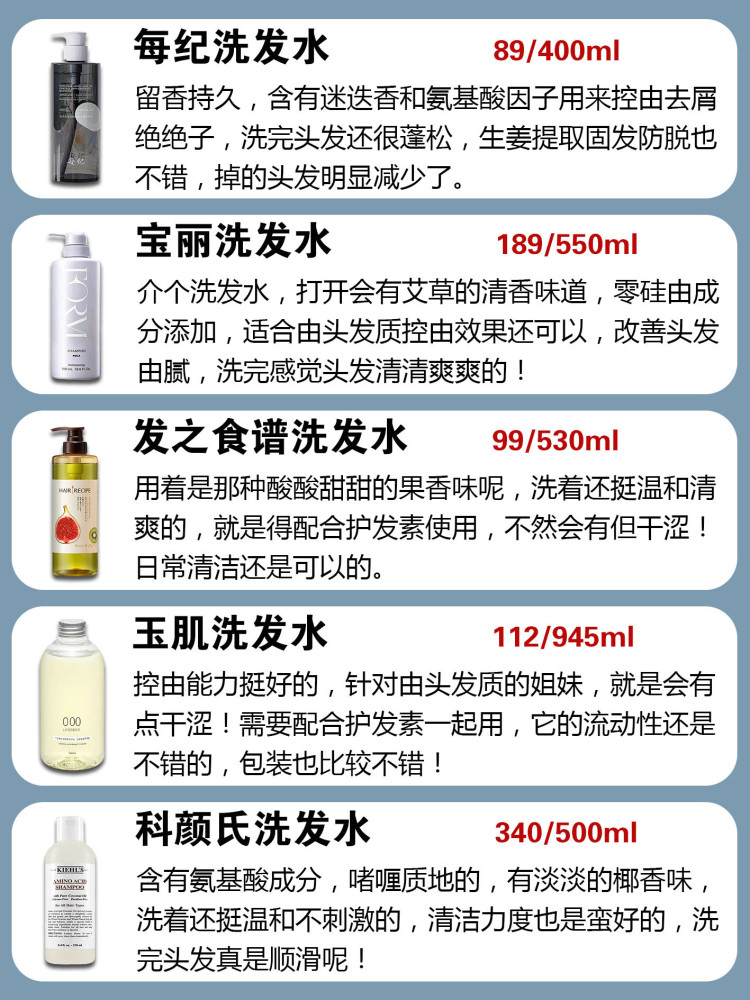 每纪洗发水
89/400ml
留香持久，含有迷迭香和氨基酸因子用来控由去屑
绝绝子，洗完头发还很蓬松，生姜提取固发防脱也
不错，掉的头发明显减少了。
宝丽洗发水
189/550ml
FORM
SHAMPOO
POLA
介个洗发水，打开会有艾草的清香味道，零硅由成
分添加，适合由头发质控由效果还可以，改善头发
由腻，洗完感觉头发清清爽爽的！
发之食谱洗发水
99/530ml
HAIR RECIPE
用着是那种酸酸甜甜的果香味呢，洗着还挺温和清
爽的，就是得配合护发素使用，不然会有但干涩！
日常清洁还是可以的。
玉肌洗发水
112/945ml
000
控由能力挺好的，针对由头发质的姐妹，就是会有
点干涩！需要配合护发素一起用，它的流动性还是
不错的，包装也比较不错！
科颜氏洗发水
340/500ml
KIEHL'S
AMINO ACID
SHAMPOO
含有氨基酸成分，啫喱质地的，有淡淡的椰香味，
洗着还挺温和不刺激的，清洁力度也是蛮好的，洗
完头发真是顺滑呢！